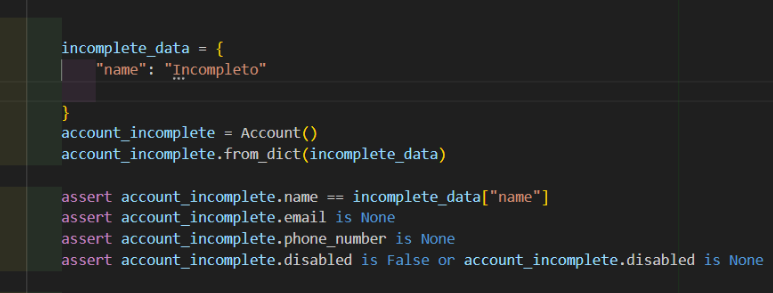 incomplete_data = {
    "name": "Incompleto"
}
account_incomplete = Account()
account_incomplete.from_dict(incomplete_data)
assert account_incomplete.name == incomplete_data["name"]
assert account_incomplete.email is None
assert account_incomplete.phone_number is None
assert account_incomplete.disabled is False or account_incomplete.disabled is None